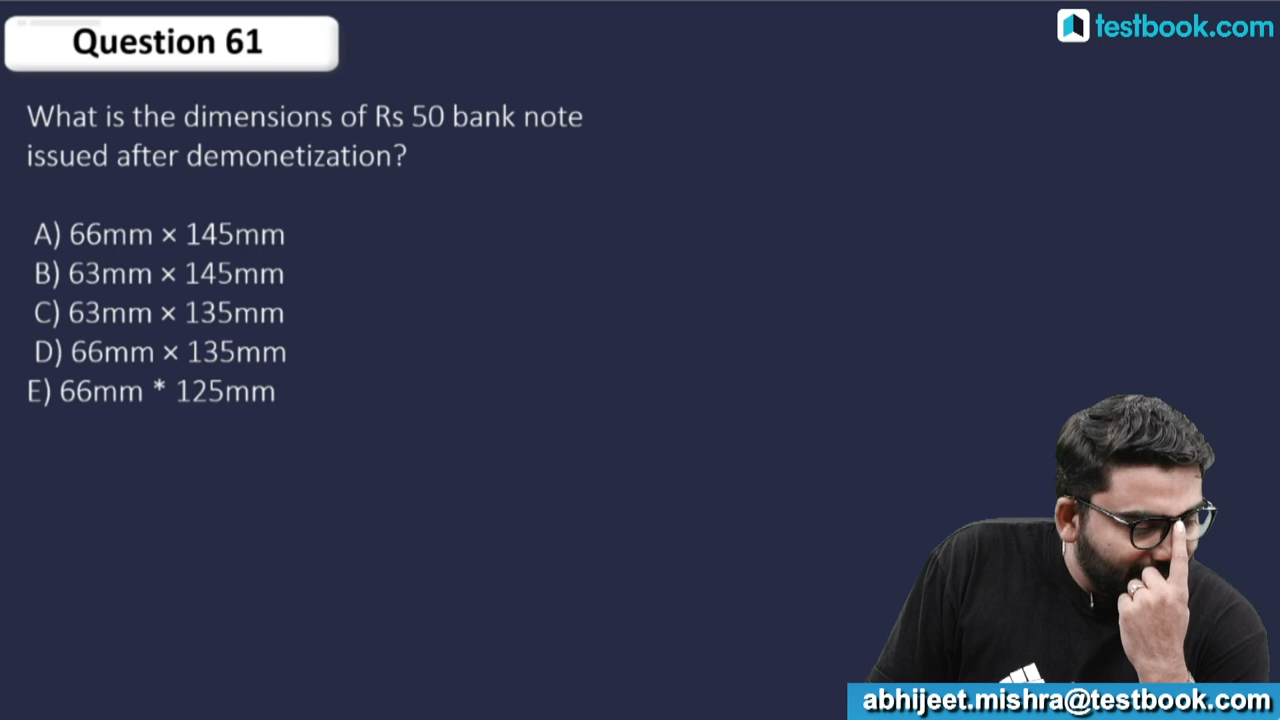 Question 61
testbook.com
What is the dimensions of Rs 50 bank note
issued after demonetization?
A) 66mm × 145mm
B) 63mm × 145mm
C) 63mm × 135mm
D) 66mm × 135mm
E) 66mm * 125mm
abhijeet.mishra@testbook.com